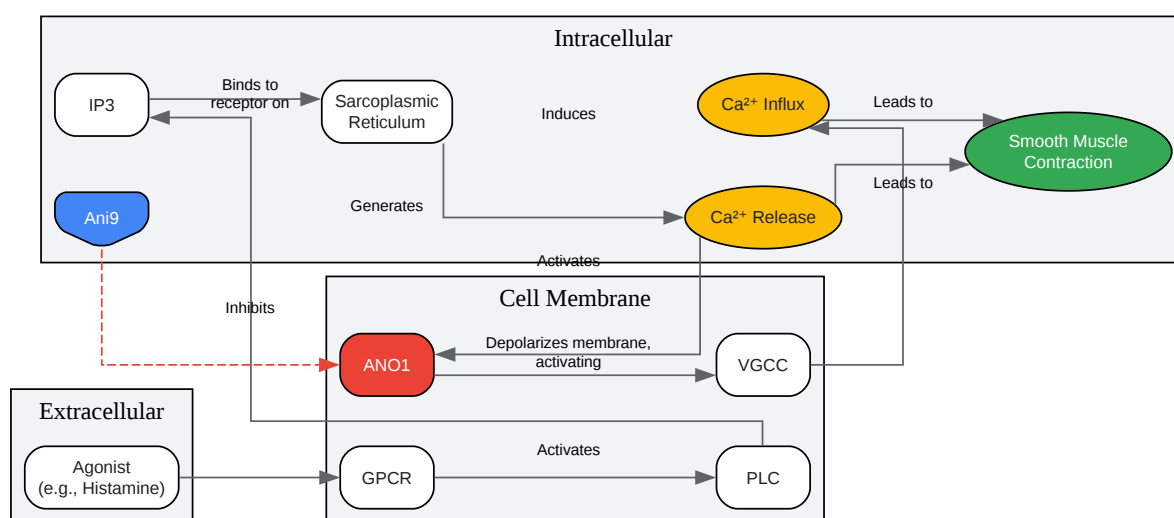 Intracellular
IP3
Binds to
receptor on
Sarcoplasmic
Reticulum
Induces
Ca²⁺ Influx
Leads to
Smooth Muscle
Contraction
Ani9
Generates
Ca²⁺ Release
Leads to
Activates
Inhibits
Cell Membrane
ANO1
Depolarizes membrane,
activating
VGCC
Extracellular
Agonist
(e.g., Histamine)
GPCR
Activates
PLC